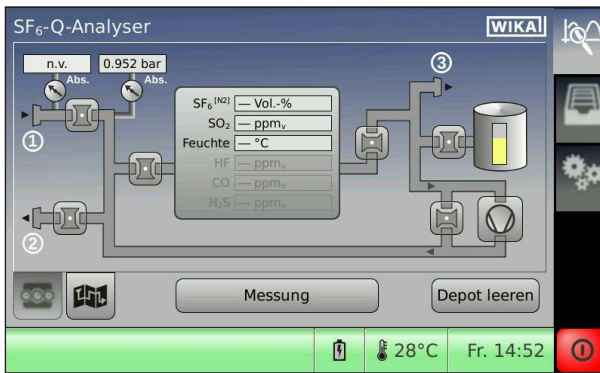 SF₆-Q-Analyser
WIKA
n.v.
0.952 bar
Abs.
Abs.
1
3
SF₆ [N2] — Vol.-%
SO₂ — ppmᵥ
Feuchte — °C
HF — ppmᵥ
CO — ppmᵥ
H₂S — ppmᵥ
2
Messung
Depot leeren
28°C
Fr. 14:52